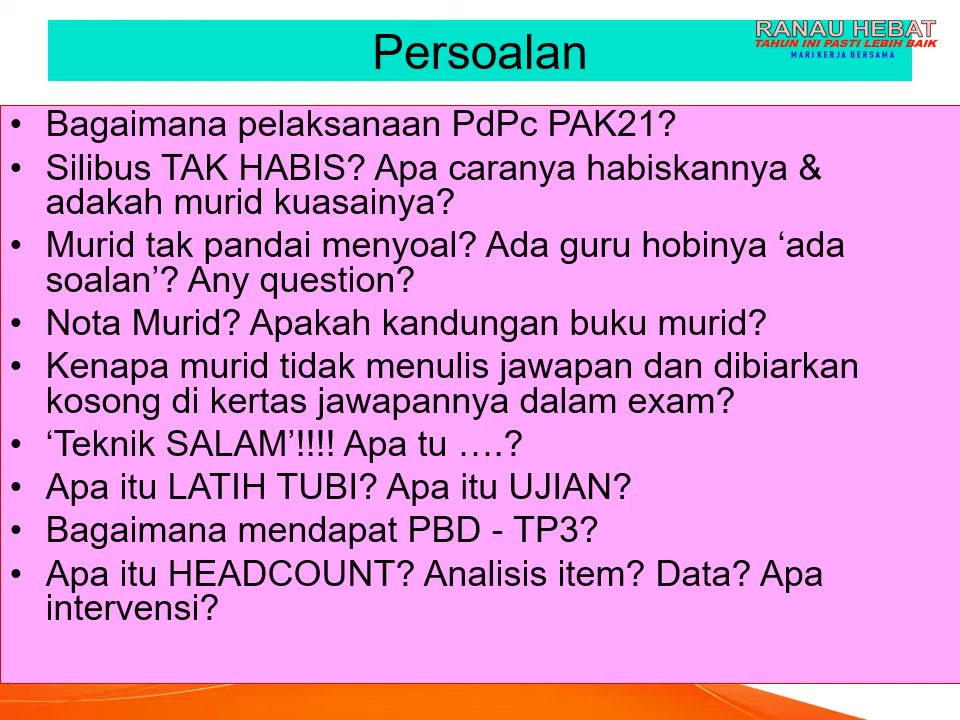 Persoalan
RANAU HEBAT
TAHUN INI PASTI LEBIH BAIK
MARI KERJA BERSAMA
• Bagaimana pelaksanaan PdPc PAK21?
• Silibus TAK HABIS? Apa caranya habiskannya &
adakah murid kuasainya?
• Murid tak pandai menyoal? Ada guru hobinya ‘ada
soalan’? Any question?
• Nota Murid? Apakah kandungan buku murid?
• Kenapa murid tidak menulis jawapan dan dibiarkan
kosong di kertas jawapannya dalam exam?
• ‘Teknik SALAM’!!!! Apa tu ….?
• Apa itu LATIH TUBI? Apa itu UJIAN?
• Bagaimana mendapat PBD - TP3?
• Apa itu HEADCOUNT? Analisis item? Data? Apa
intervensi?